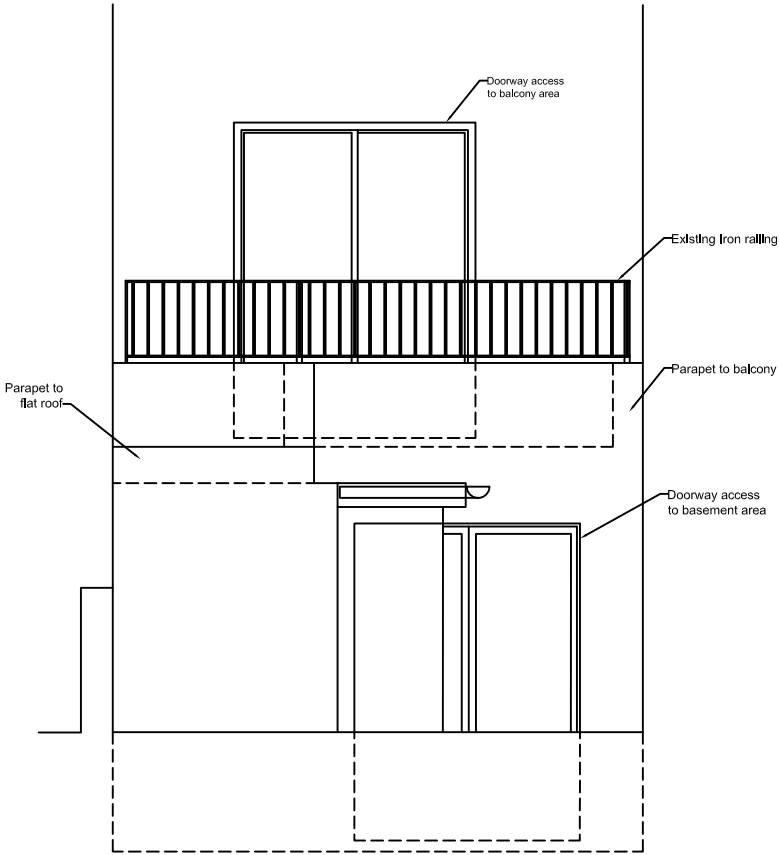 Doorway access
to balcony area
Existing iron railing
Parapet to balcony
Parapet to
flat roof
Doorway access
to basement area